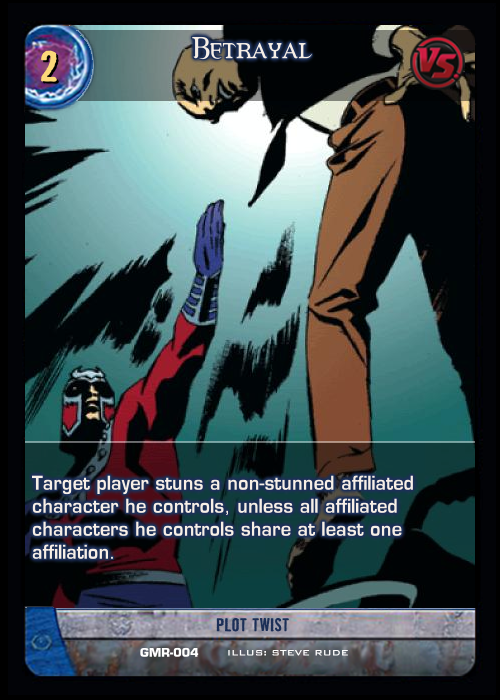 Betrayal
2
VS
Target player stuns a non-stunned affiliated
character he controls, unless all affiliated
characters he controls share at least one
affiliation.
PLOT TWIST
GMR-004 ILLUS: STEVE RUDE